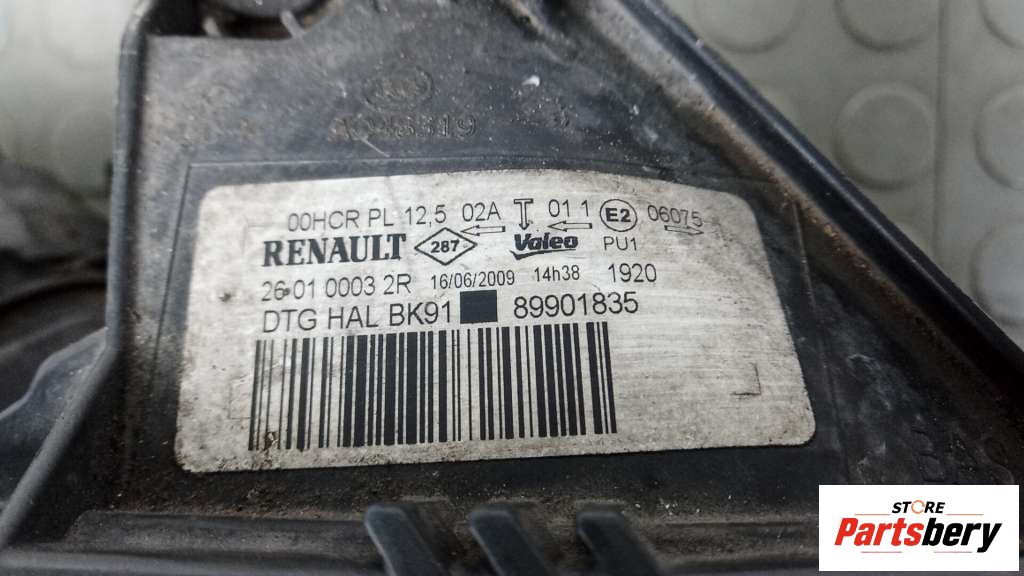 00HCR PL 12,5 02A T 01 1 E2 06075
RENAULT 287 Valeo PU1
26 01 0003 2R 16/06/2009 14h38 1920
DTG HAL BK91 89901835
STORE
Partsbery